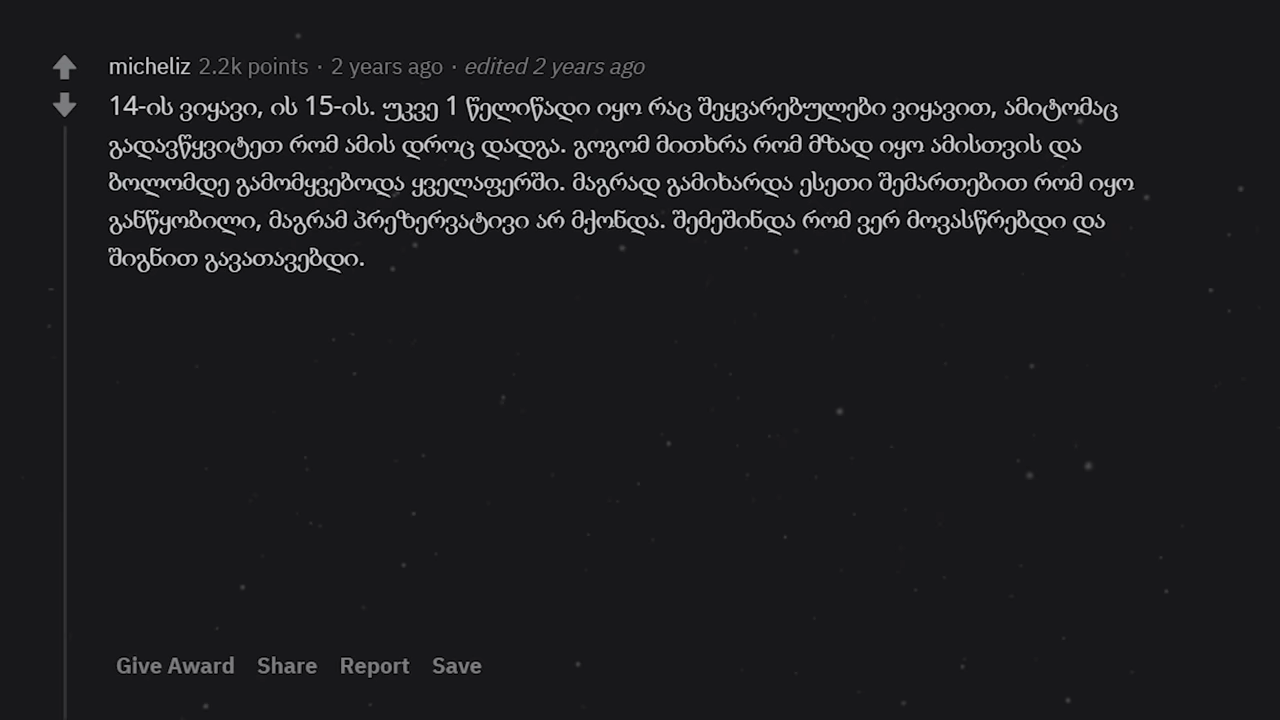 micheliz 2.2k points · 2 years ago · edited 2 years ago
14-ის ვიყავი, ის 15-ის. უკვე 1 წელიწადი იყო რაც შეყვარებულები ვიყავით, ამიტომაც
გადავწყვიტეთ რომ ამის დროც დადგა. გოგომ მითხრა რომ მზად იყო ამისთვის და
ბოლომდე გამომყვებოდა ყველაფერში. მაგრად გამიხარდა ესეთი შემართებით რომ იყო
განწყობილი, მაგრამ პრეზერვატივი არ მქონდა. შემეშინდა რომ ვერ მოვასწრებდი და
შიგნით გავათავებდი.
Give Award Share Report Save